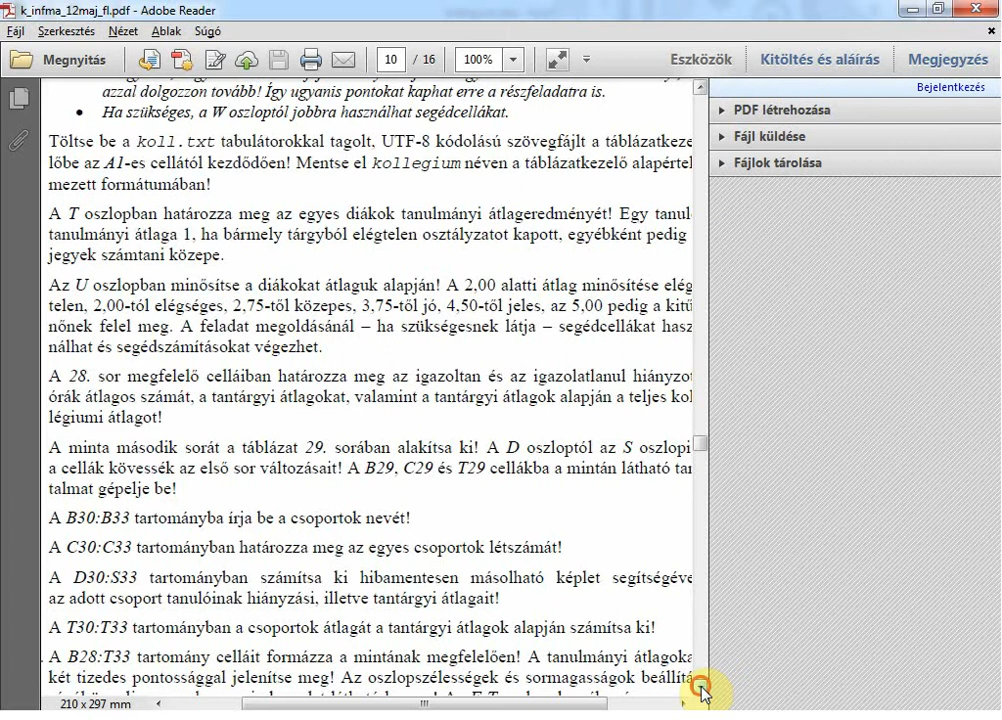 k_infma_12maj_fl.pdf - Adobe Reader
Fájl Szerkesztés Nézet Ablak Súgó
Megnyitás 10 / 16 100% Eszközök Kitöltés és aláírás Megjegyzés
Bejelentkezés
PDF létrehozása
Fájl küldése
Fájlok tárolása
azzal dolgozzon tovább! Így ugyanis pontokat kaphat erre a részfeladatra is.
• Ha szükséges, a W oszloptól jobbra használhat segédcellákat.
Töltse be a koll.txt tabulátorokkal tagolt, UTF-8 kódolású szövegfájlt a táblázatkeze
lőbe az A1-es cellától kezdődően! Mentse el kollegium néven a táblázatkezelő alapértel
mezett formátumában!
A T oszlopban határozza meg az egyes diákok tanulmányi átlageredményét! Egy tanul
tanulmányi átlaga 1, ha bármely tárgyból elégtelen osztályzatot kapott, egyébként pedig
jegyek számtani közepe.
Az U oszlopban minősítse a diákokat átlaguk alapján! A 2,00 alatti átlag minősítése elég
telen, 2,00-tól elégséges, 2,75-től közepes, 3,75-től jó, 4,50-től jeles, az 5,00 pedig a kitű
nőnek felel meg. A feladat megoldásánál – ha szükségesnek látja – segédcellákat hasz
nálhat és segédszámításokat végezhet.
A 28. sor megfelelő celláiban határozza meg az igazoltan és az igazolatlanul hiányzot
órák átlagos számát, a tantárgyi átlagokat, valamint a tantárgyi átlagok alapján a teljes kol
légiumi átlagot!
A minta második sorát a táblázat 29. sorában alakítsa ki! A D oszloptól az S oszlopi
a cellák kövessék az első sor változásait! A B29, C29 és T29 cellákba a mintán látható tar
talmat gépelje be!
A B30:B33 tartományba írja be a csoportok nevét!
A C30:C33 tartományban határozza meg az egyes csoportok létszámát!
A D30:S33 tartományban számítsa ki hibamentesen másolható képlet segítségéve
az adott csoport tanulóinak hiányzási, illetve tantárgyi átlagait!
A T30:T33 tartományban a csoportok átlagát a tantárgyi átlagok alapján számítsa ki!
A B28:T33 tartomány celláit formázza a mintának megfelelően! A tanulmányi átlagoka
két tizedes pontossággal jelenítse meg! Az oszlopszélességek és sormagasságok beállítá
210 x 297 mm